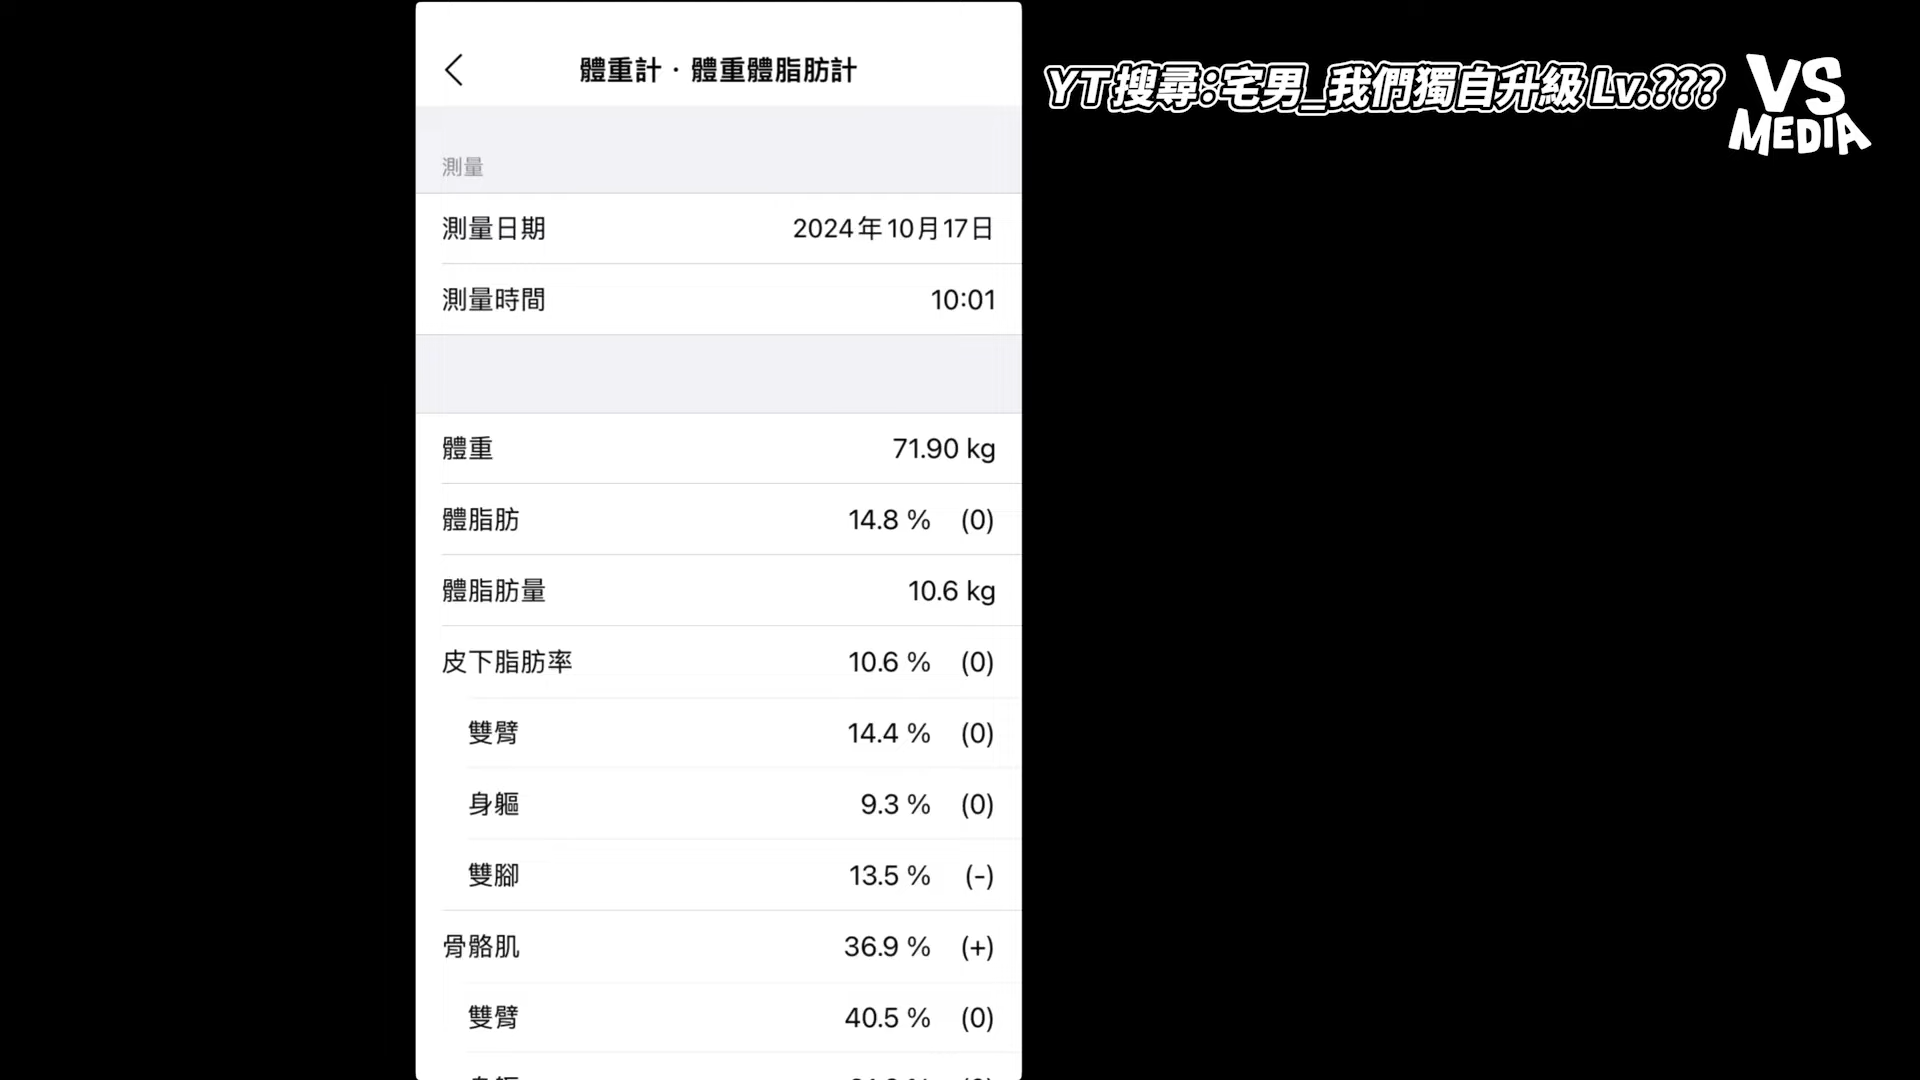 體重計·體重體脂肪計
YT搜尋:宅男_我們獨自升級 Lv.???
VS
MEDIA
測量
測量日期 2024年10月17日
測量時間 10:01
體重 71.90 kg
體脂肪 14.8 % (0)
體脂肪量 10.6 kg
皮下脂肪率 10.6 % (0)
雙臂 14.4 % (0)
身軀 9.3 % (0)
雙腳 13.5 % (-)
骨骼肌 36.9 % (+)
雙臂 40.5 % (0)